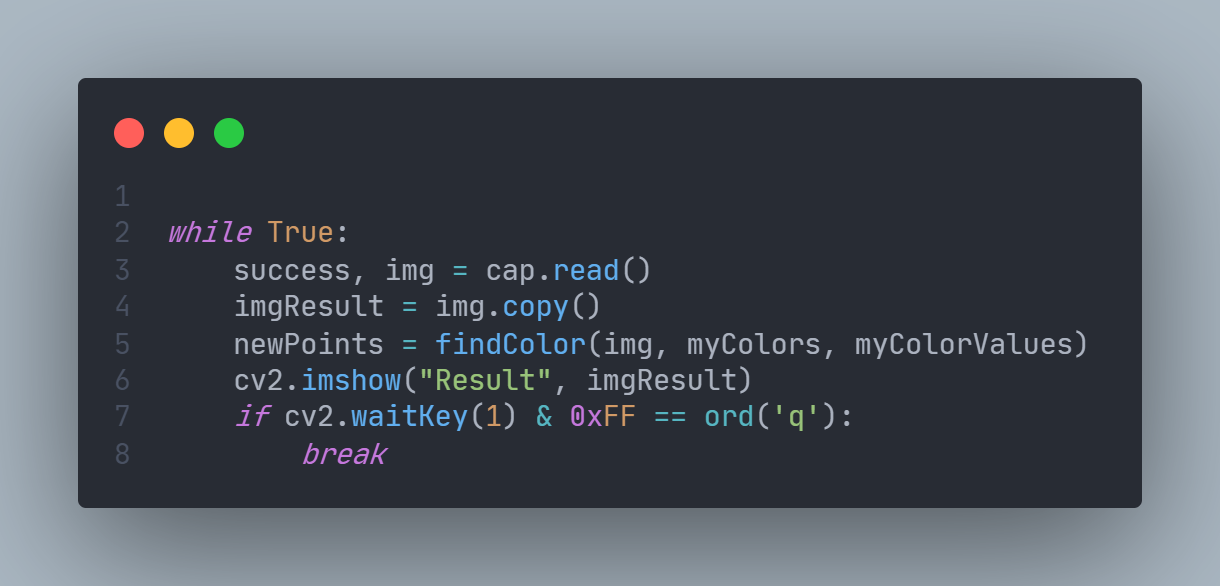 1
2 while True:
3     success, img = cap.read()
4     imgResult = img.copy()
5     newPoints = findColor(img, myColors, myColorValues)
6     cv2.imshow("Result", imgResult)
7     if cv2.waitKey(1) & 0xFF == ord('q'):
8         break